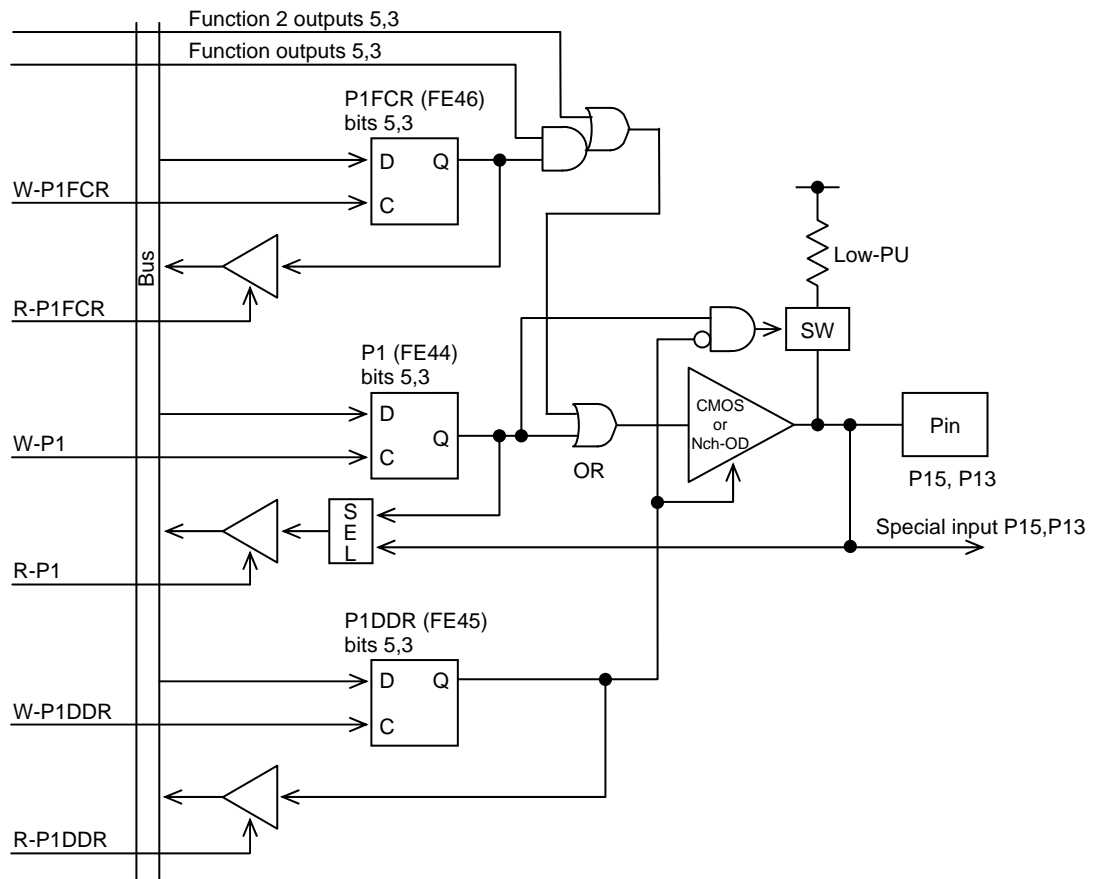 Function 2 outputs 5,3
Function outputs 5,3
P1FCR (FE46)
bits 5,3
D
Q
W-P1FCR
C
Bus
Low-PU
R-P1FCR
SW
P1 (FE44)
bits 5,3
D
CMOS
or
Nch-OD
Pin
Q
W-P1
C
OR
P15, P13
S
E
L
Special input P15,P13
R-P1
P1DDR (FE45)
bits 5,3
D
Q
W-P1DDR
C
R-P1DDR